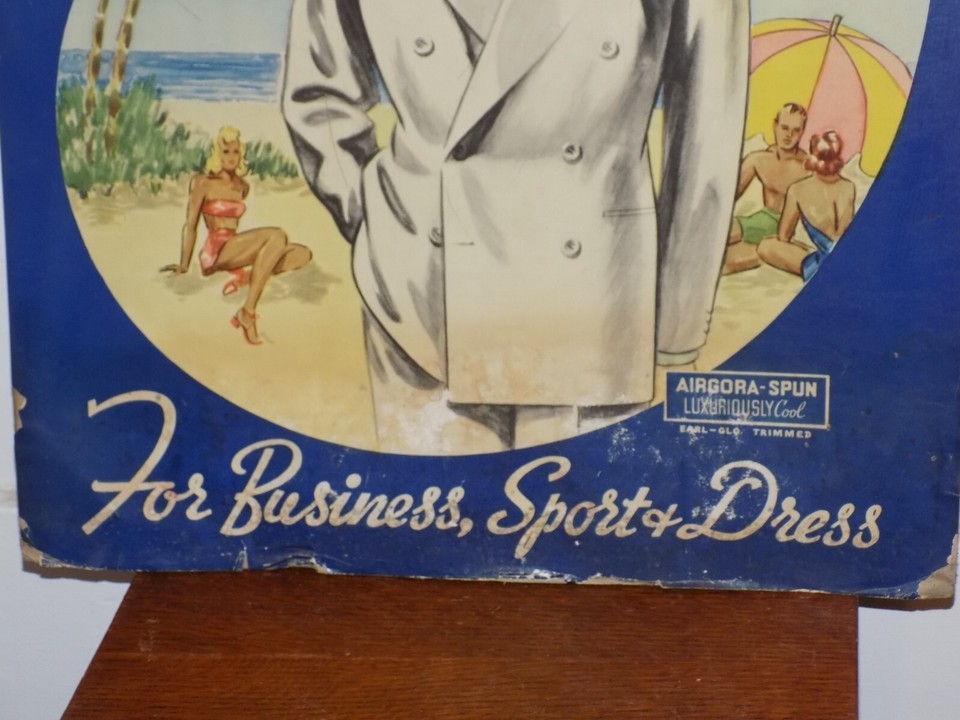 AIRGORA-SPUN
LUXURIOUSLY Cool
EARL-GLO TRIMMED
For Business, Sport & Dress